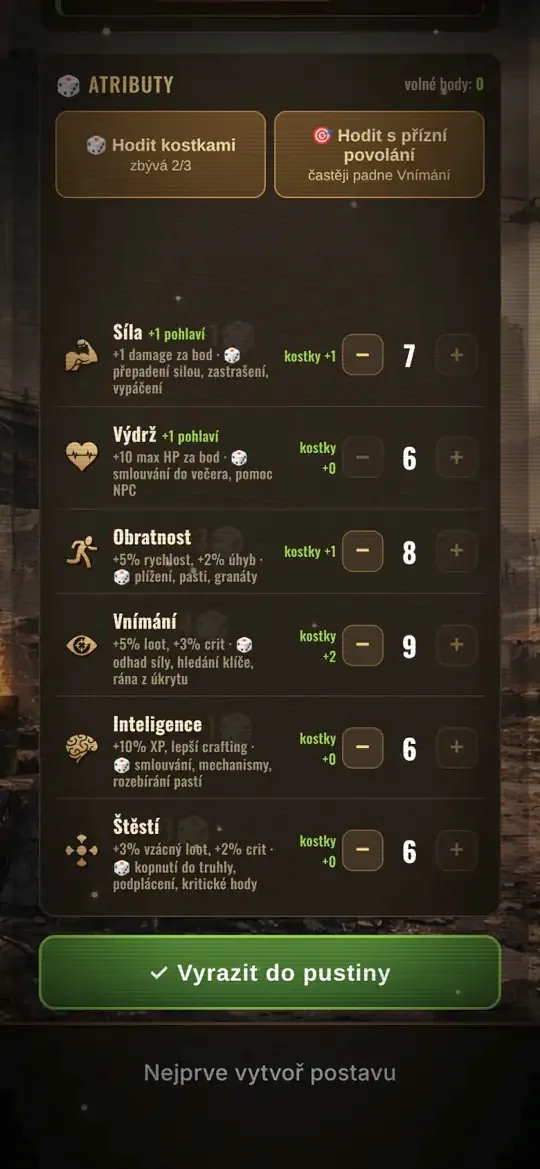 ATRIBUTY
volné body: 0
Hodit kostkami
zbývá 2/3
Hodit s přízní
povolání
častěji padne Vnímání
Síla +1 pohlaví
+1 damage za bod ·
přepadení silou, zastrašení,
vypáčení
kostky +1
− 7 +
Výdrž +1 pohlaví
+10 max HP za bod ·
smlouvání do večera, pomoc
NPC
kostky
+0
− 6 +
Obratnost
+5% rychlost, +2% úhyb ·
plížení, pasti, granáty
kostky +1
− 8 +
Vnímání
+5% loot, +3% crit ·
odhad síly, hledání klíče,
rána z úkrytu
kostky
+2
− 9 +
Inteligence
+10% XP, lepší crafting ·
smlouvání, mechanismy,
rozebírání pastí
kostky
+0
− 6 +
Štěstí
+3% vzácný loot, +2% crit ·
kopnutí do truhly,
podplácení, kritické hody
kostky
+0
− 6 +
✓ Vyrazit do pustiny
Nejprve vytvoř postavu